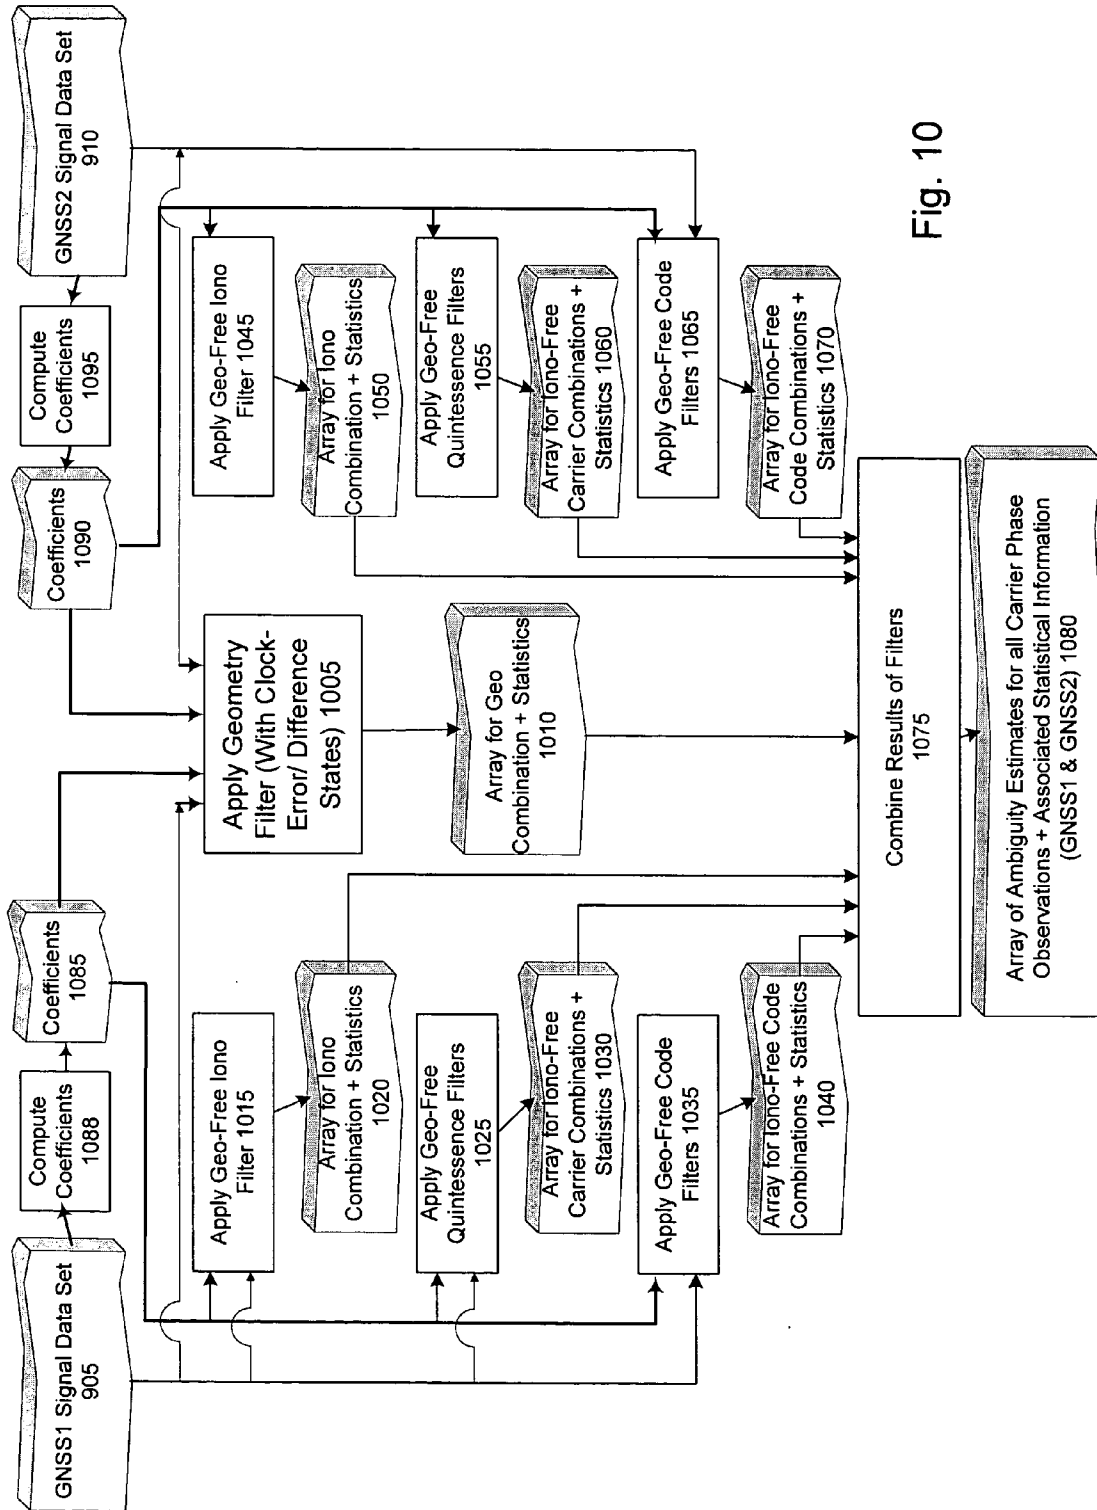 GNSS1 Signal Data Set
905
Compute
Coefficients
1088
Coefficients
1085
Coefficients
1090
Compute
Coefficients
1095
GNSS2 Signal Data Set
910
Apply Geo-Free Iono
Filter 1015
Array for Iono
Combination + Statistics
1020
Apply Geo-Free
Quintessence Filters
1025
Array for Iono-Free
Carrier Combinations +
Statistics 1030
Apply Geo-Free Code
Filters 1035
Array for Iono-Free Code
Combinations + Statistics
1040
Apply Geometry
Filter (With Clock-
Error/ Difference
States) 1005
Array for Geo
Combination + Statistics
1010
Apply Geo-Free Iono
Filter 1045
Array for Iono
Combination + Statistics
1050
Apply Geo-Free
Quintessence Filters
1055
Array for Iono-Free
Carrier Combinations +
Statistics 1060
Apply Geo-Free Code
Filters 1065
Array for Iono-Free
Code Combinations +
Statistics 1070
Combine Results of Filters
1075
Array of Ambiguity Estimates for all Carrier Phase
Observations + Associated Statistical Information
(GNSS1 & GNSS2) 1080
Fig. 10